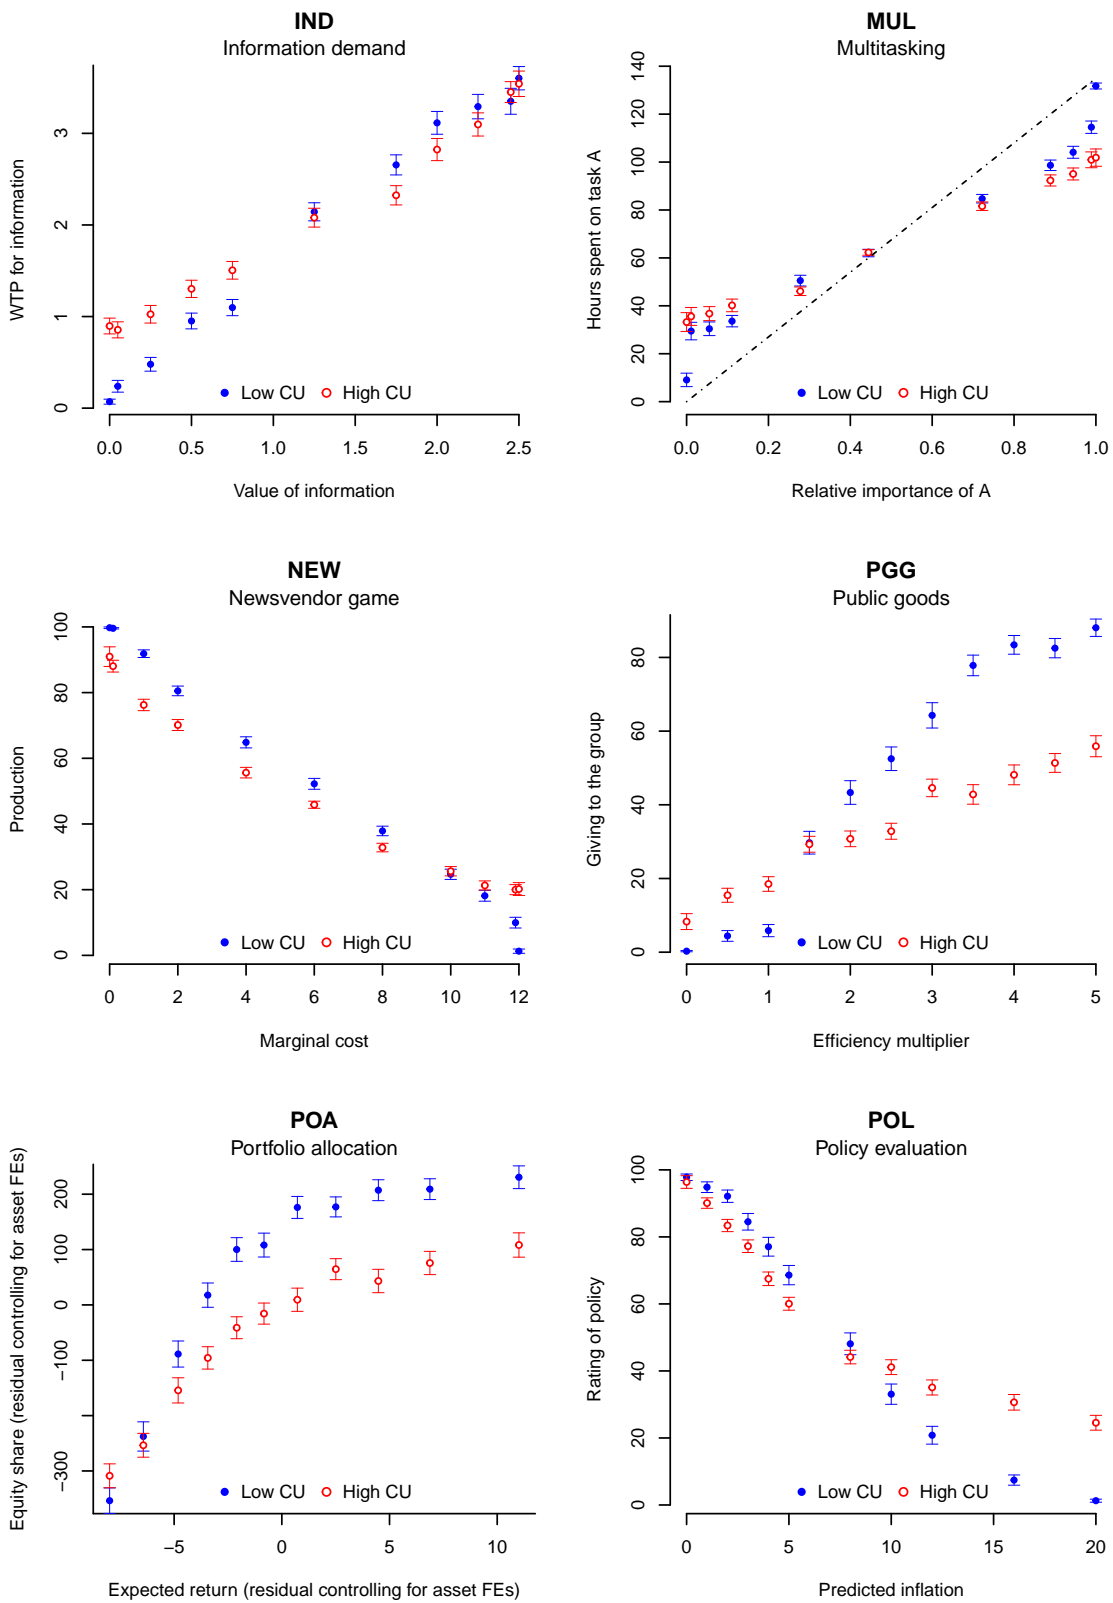 IND
Information demand
WTP for information
3
2
1
0
Low CU
High CU
0.0 0.5 1.0 1.5 2.0 2.5
Value of information
MUL
Multitasking
Hours spent on task A
140
120
100
80
60
40
20
0
Low CU
High CU
0.0 0.2 0.4 0.6 0.8 1.0
Relative importance of A
NEW
Newsvendor game
Production
100
80
60
40
20
0
Low CU
High CU
0 2 4 6 8 10 12
Marginal cost
PGG
Public goods
Giving to the group
80
60
40
20
0
Low CU
High CU
0 1 2 3 4 5
Efficiency multiplier
POA
Portfolio allocation
Equity share (residual controlling for asset FEs)
200
100
0
−100
−300
Low CU
High CU
−5 0 5 10
Expected return (residual controlling for asset FEs)
POL
Policy evaluation
Rating of policy
100
80
60
40
20
0
Low CU
High CU
0 5 10 15 20
Predicted inflation